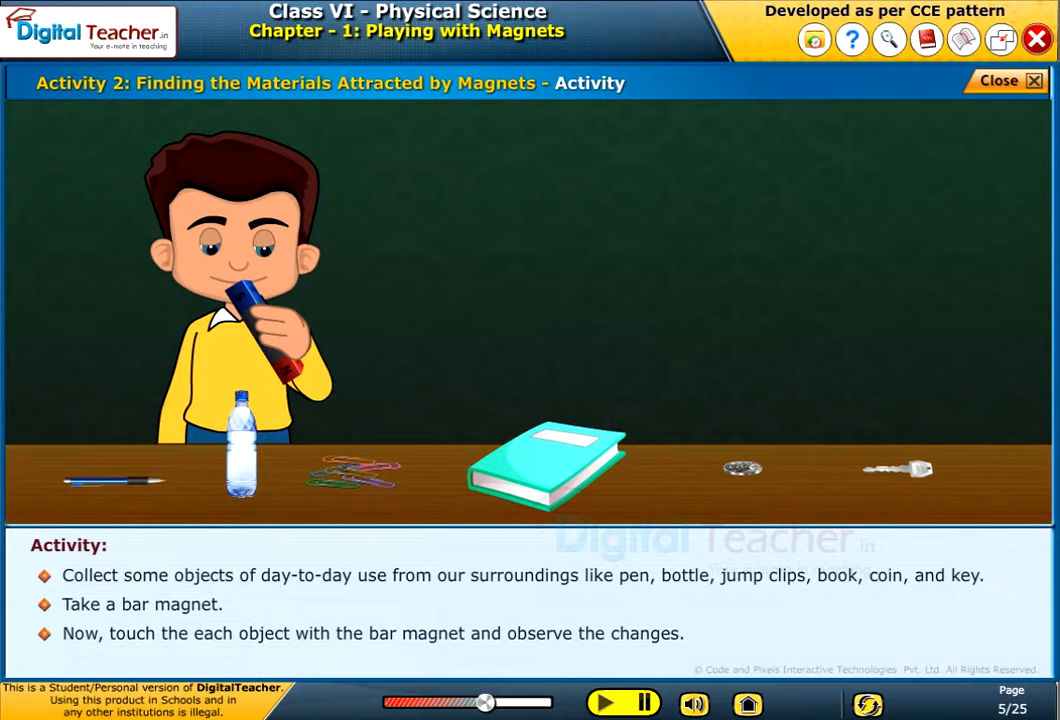 Digital Teacher.in
Your e-mote in teaching
Class VI - Physical Science
Chapter - 1: Playing with Magnets
Developed as per CCE pattern
?
Activity 2: Finding the Materials Attracted by Magnets - Activity
Close
S
N
Activity:
Collect some objects of day-to-day use from our surroundings like pen, bottle, jump clips, book, coin, and key.
Take a bar magnet.
Now, touch the each object with the bar magnet and observe the changes.
Digital Teacher.in
© Code and Pixels Interactive Technologies Pvt. Ltd. All Rights Reserved.
This is a Student/Personal version of DigitalTeacher.
Using this product in Schools and in
any other institutions is illegal.
Page
5/25